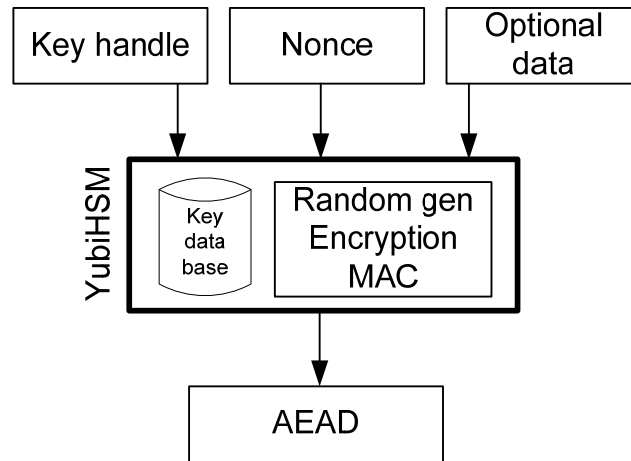 Key handle
Nonce
Optional
data
YubiHSM
Key
data
base
Random gen
Encryption
MAC
AEAD